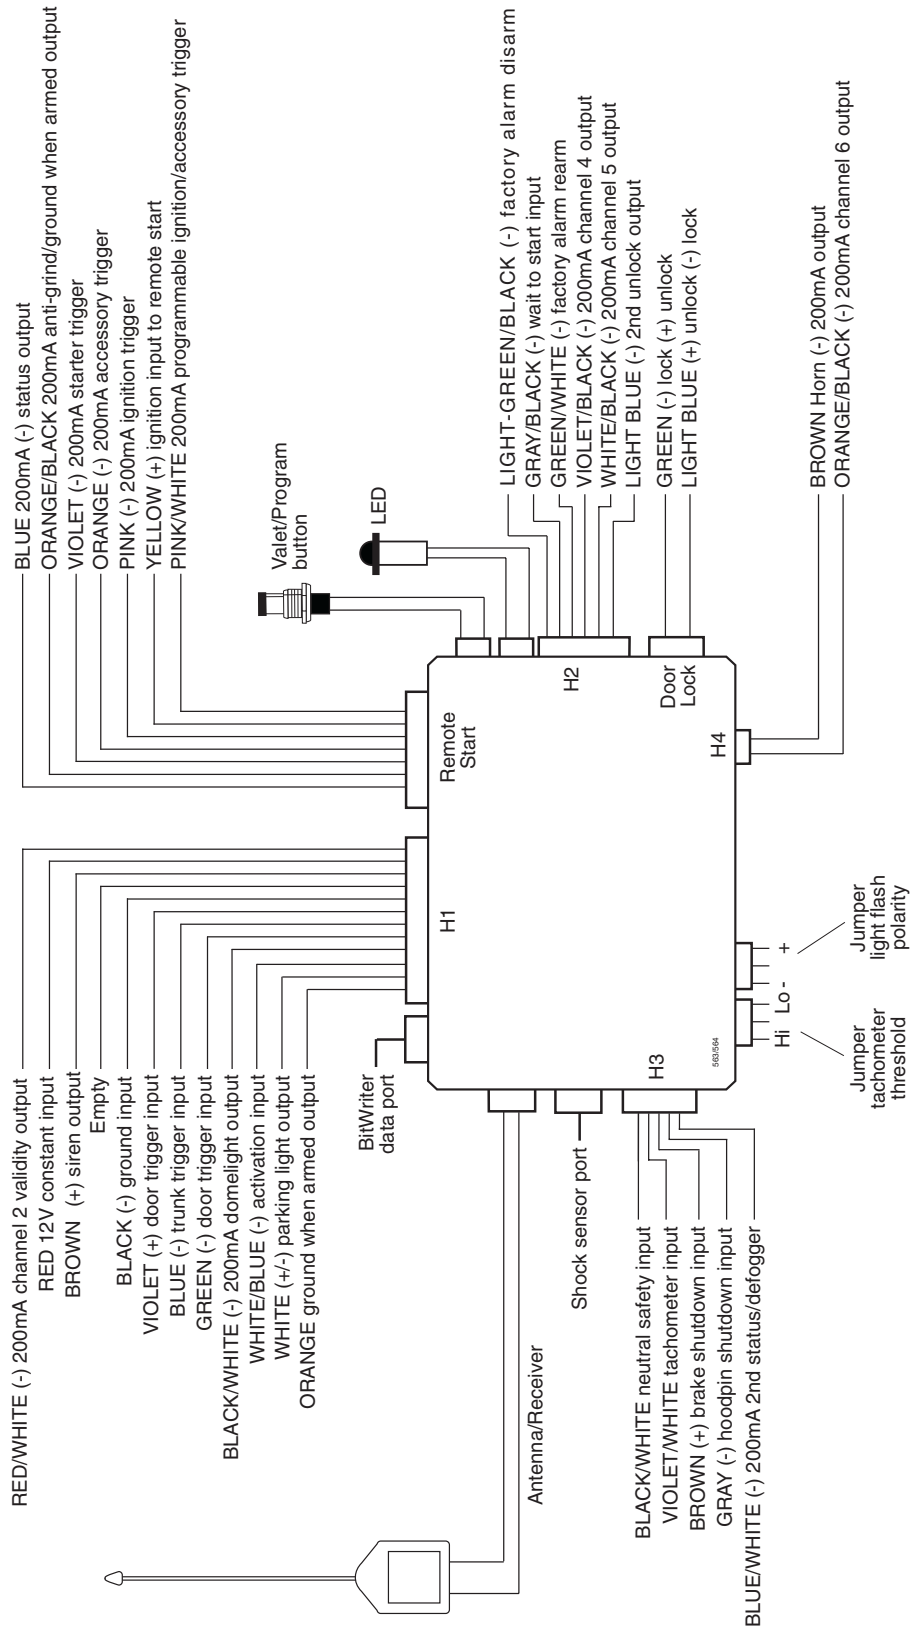 RED/WHITE (-) 200mA channel 2 validity output
RED 12V constant input
BROWN (+) siren output
Empty
BLACK (-) ground input
VIOLET (+) door trigger input
BLUE (-) trunk trigger input
GREEN (-) door trigger input
BLACK/WHITE (-) 200mA domelight output
WHITE/BLUE (-) activation input
WHITE (+/-) parking light output
ORANGE ground when armed output
BLUE 200mA (-) status output
ORANGE/BLACK 200mA anti-grind/ground when armed output
VIOLET (-) 200mA starter trigger
ORANGE (-) 200mA accessory trigger
PINK (-) 200mA ignition trigger
YELLOW (+) ignition input to remote start
PINK/WHITE 200mA programmable ignition/accessory trigger
Valet/Program
button
LED
BitWriter
data port
H1
Remote
Start
Antenna/Receiver
Shock sensor port
H2
LIGHT-GREEN/BLACK (-) factory alarm disarm
GRAY/BLACK (-) wait to start input
GREEN/WHITE (-) factory alarm rearm
VIOLET/BLACK (-) 200mA channel 4 output
WHITE/BLACK (-) 200mA channel 5 output
LIGHT BLUE (-) 2nd unlock output
Door
Lock
GREEN (-) lock (+) unlock
LIGHT BLUE (+) unlock (-) lock
H3
BLACK/WHITE neutral safety input
VIOLET/WHITE tachometer input
BROWN (+) brake shutdown input
GRAY (-) hoodpin shutdown input
BLUE/WHITE (-) 200mA 2nd status/defogger
563/564
H4
Hi
Lo
-
+
Jumper
tachometer
threshold
Jumper
light flash
polarity
BROWN Horn (-) 200mA output
ORANGE/BLACK (-) 200mA channel 6 output